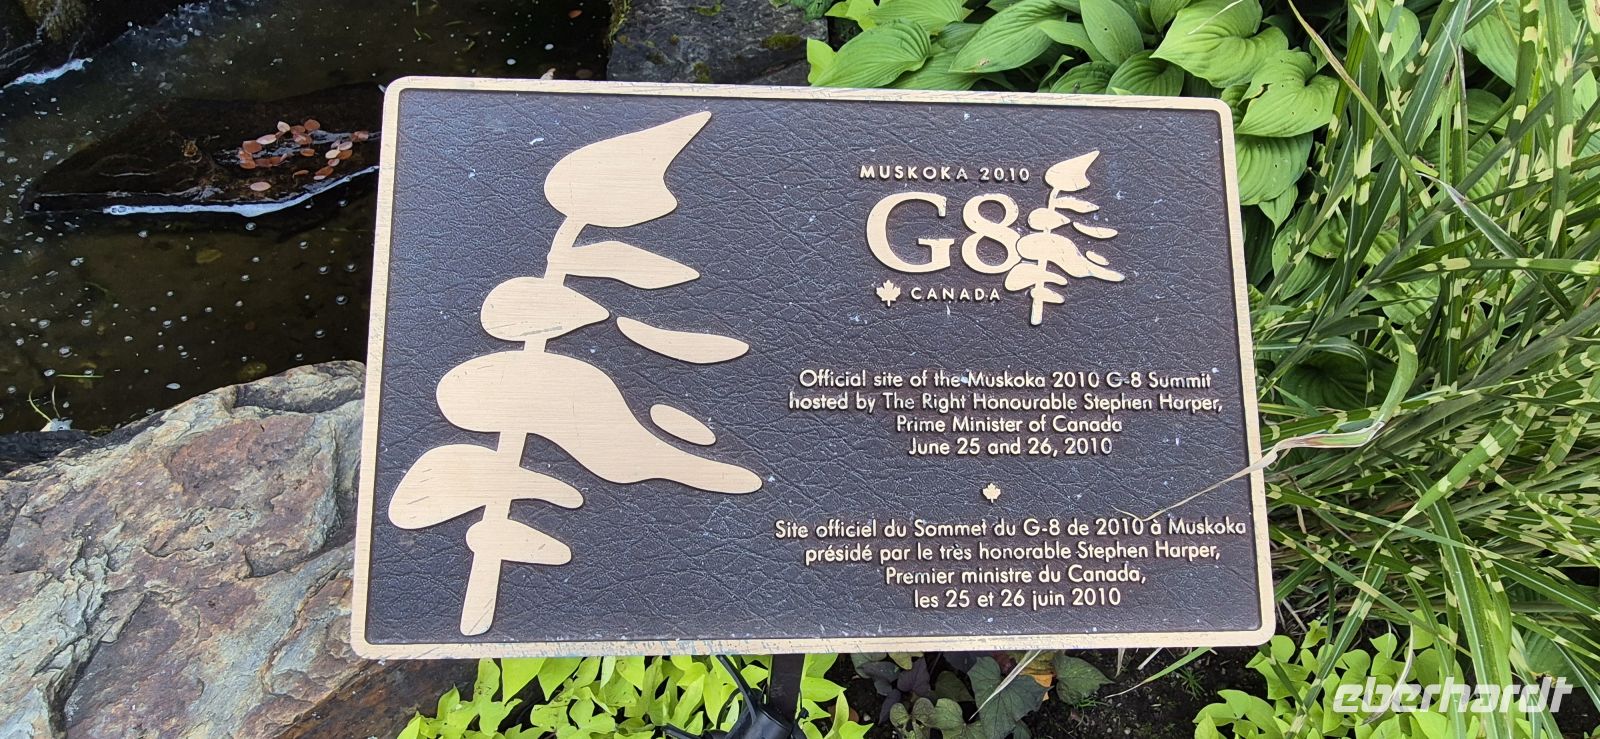 MUSKOKA 2010
G8
CANADA
Official site of the Muskoka 2010 G-8 Summit
hosted by The Right Honourable Stephen Harper,
Prime Minister of Canada
June 25 and 26, 2010
Site officiel du Sommet du G-8 de 2010 à Muskoka
présidé par le très honorable Stephen Harper,
Premier ministre du Canada,
les 25 et 26 juin 2010
eberhardt